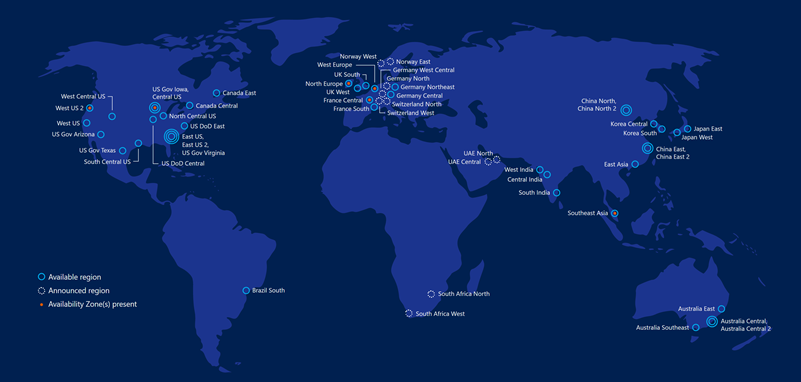 West Central US
West US 2
West US
US Gov Arizona
US Gov Texas
South Central US
US Gov Iowa,
Central US
Canada East
Canada Central
North Central US
US DoD East
East US,
East US 2,
US Gov Virginia
US DoD Central
Brazil South
Norway West
Norway East
West Europe
UK South
North Europe
UK West
France Central
France South
Germany West Central
Germany North
Germany Northeast
Germany Central
Switzerland North
Switzerland West
UAE North
UAE Central
South Africa North
South Africa West
West India
Central India
South India
China North,
China North 2
Korea Central
Korea South
Japan East
Japan West
China East,
China East 2
East Asia
Southeast Asia
Australia East
Australia Central,
Australia Central 2
Australia Southeast
Available region
Announced region
Availability Zone(s) present